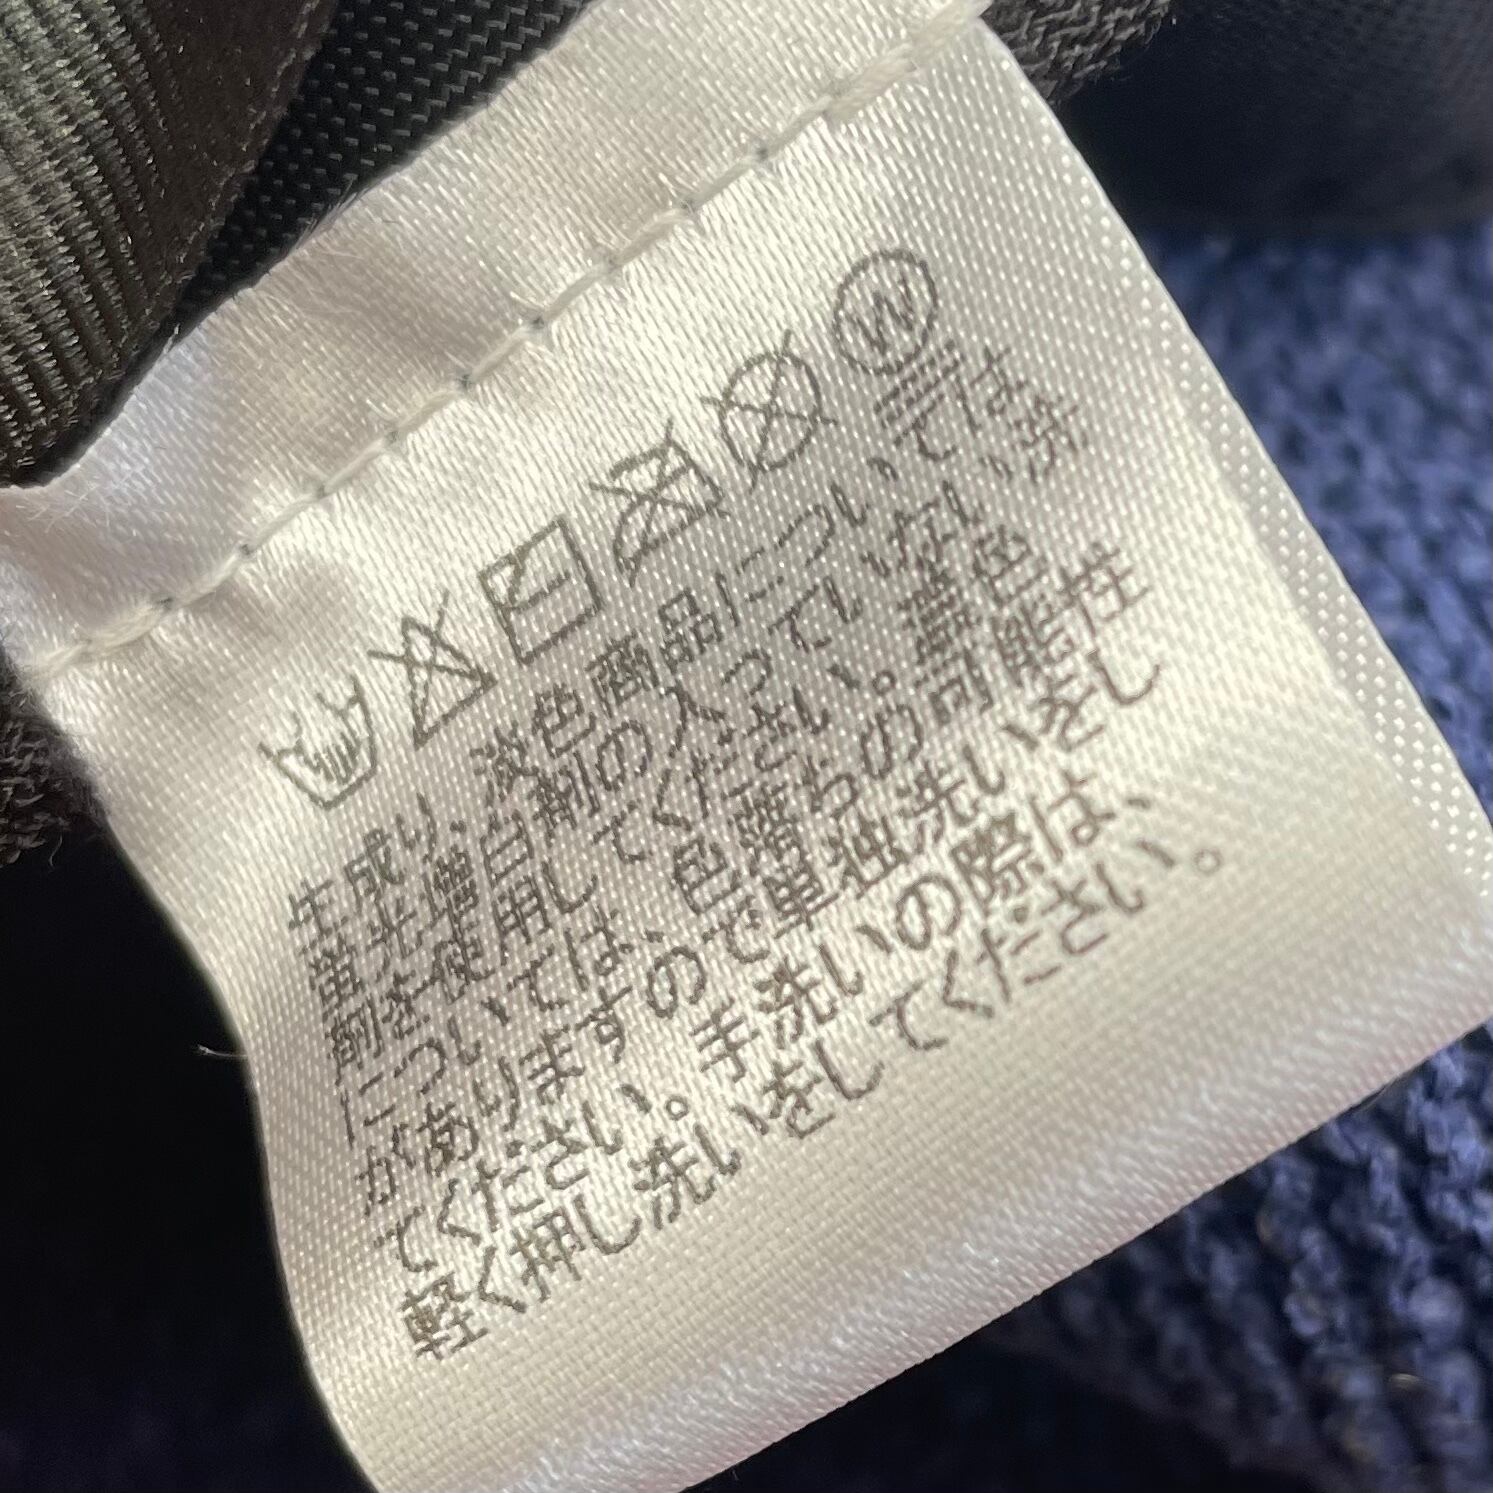 生成り、淡色商品については
蛍光増白剤の入っていない洗
剤を使用してください。濃色
については、色落ちの可能性
がありますので単独洗いをし
てください。手洗いの際は、
軽く押し洗いをしてください。